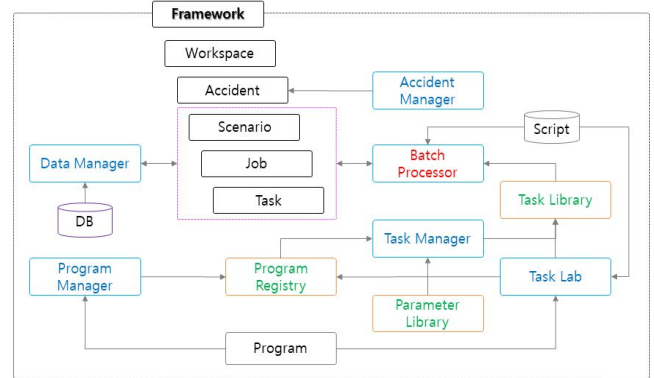 Framework
Workspace
Accident
Accident
Manager
Scenario
Script
Data Manager
Job
Batch
Processor
Task
Task Library
DB
Task Manager
Program
Manager
Program
Registry
Task Lab
Parameter
Library
Program